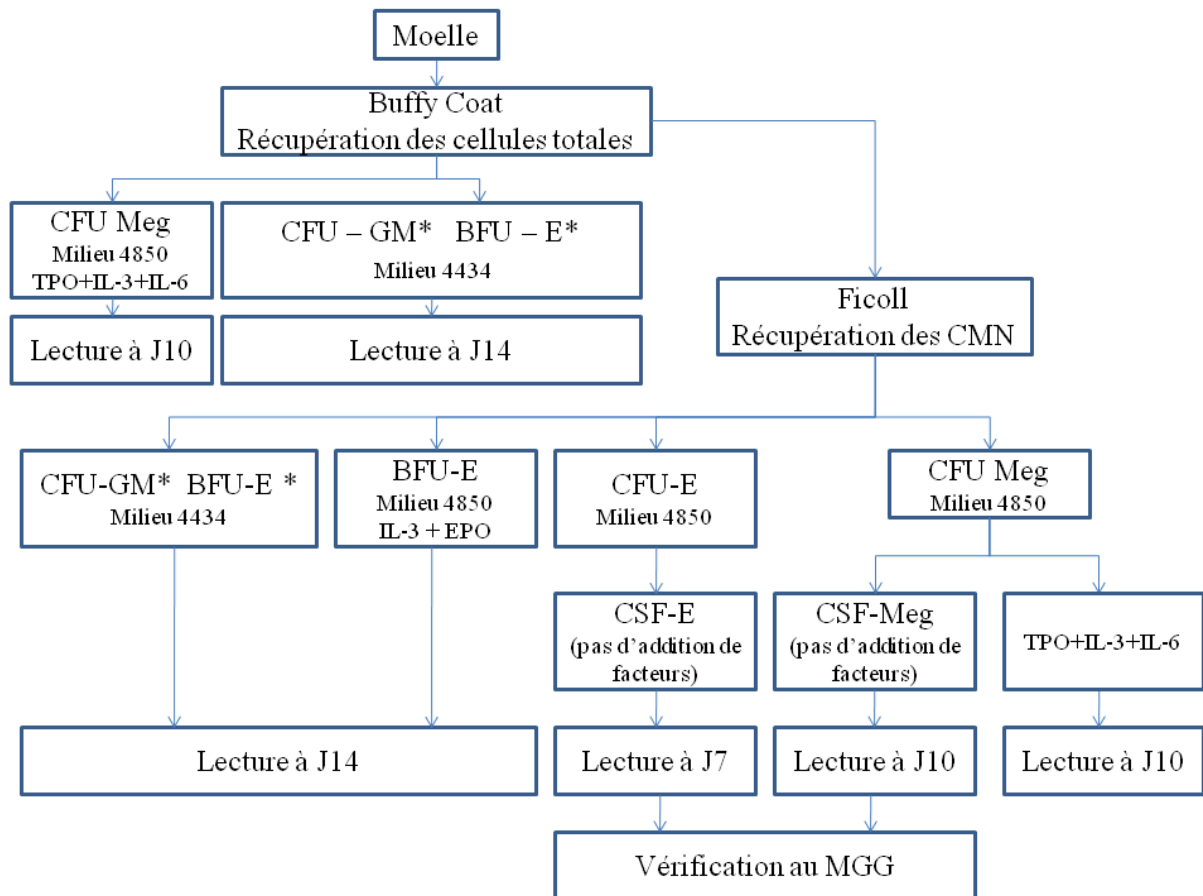 Moelle
Buffy Coat
Récupération des cellules totales
CFU Meg
Milieu 4850
TPO+IL-3+IL-6
CFU – GM* BFU – E*
Milieu 4434
Lecture à J10
Lecture à J14
Ficoll
Récupération des CMN
CFU-GM* BFU-E *
Milieu 4434
BFU-E
Milieu 4850
IL-3 + EPO
CFU-E
Milieu 4850
CFU Meg
Milieu 4850
CSF-E
(pas d’addition de
facteurs)
CSF-Meg
(pas d’addition de
facteurs)
TPO+IL-3+IL-6
Lecture à J14
Lecture à J7
Lecture à J10
Lecture à J10
Vérification au MGG